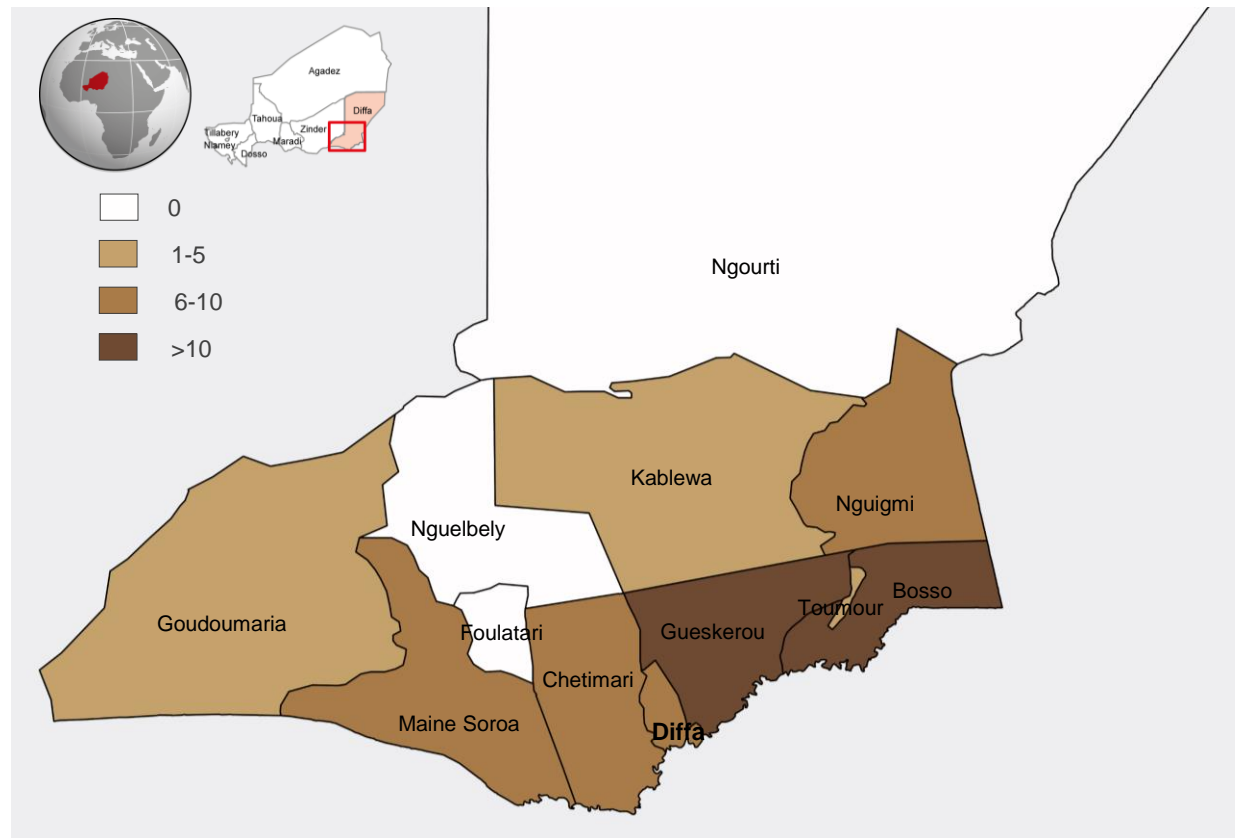 Agadez
Diffa
Tahoua
Zinder
Tillabery
Maradi
Niamey
Dosso
0
1-5
6-10
>10
Ngourti
Kablewa
Nguigmi
Nguelbely
Bosso
Toumour
Goudoumaria
Foulatari
Gueskerou
Chetimari
Maine Soroa
Diffa